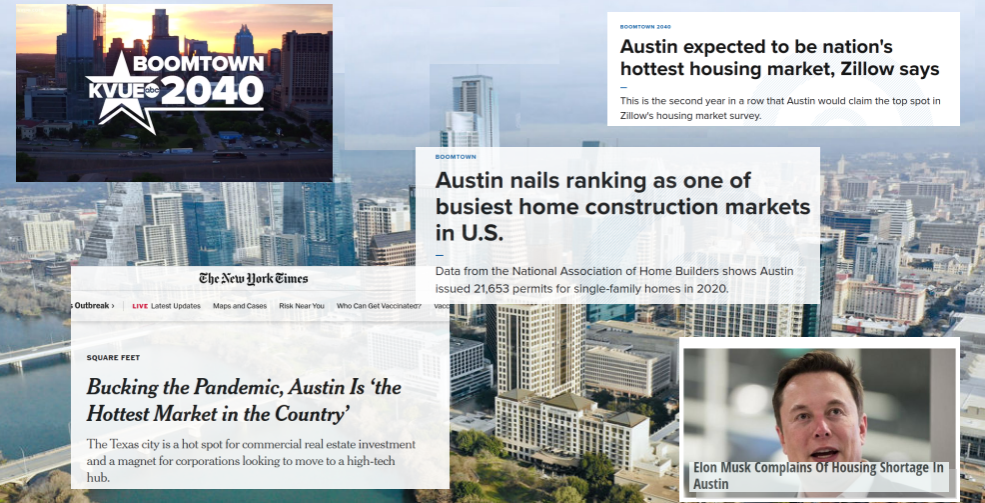 BOOMTOWN
KVUE abc 2040
BOOMTOWN 2040
Austin expected to be nation's
hottest housing market, Zillow says
This is the second year in a row that Austin would claim the top spot in
Zillow's housing market survey.
BOOMTOWN
Austin nails ranking as one of
busiest home construction markets
in U.S.
Data from the National Association of Home Builders shows Austin
issued 21,653 permits for single-family homes in 2020.
The New York Times
s Outbreak › LIVE Latest Updates Maps and Cases Risk Near You Who Can Get Vaccinated? Vacc
SQUARE FEET
Bucking the Pandemic, Austin Is ‘the
Hottest Market in the Country’
The Texas city is a hot spot for commercial real estate investment
and a magnet for corporations looking to move to a high-tech
hub.
Elon Musk Complains Of Housing Shortage In
Austin